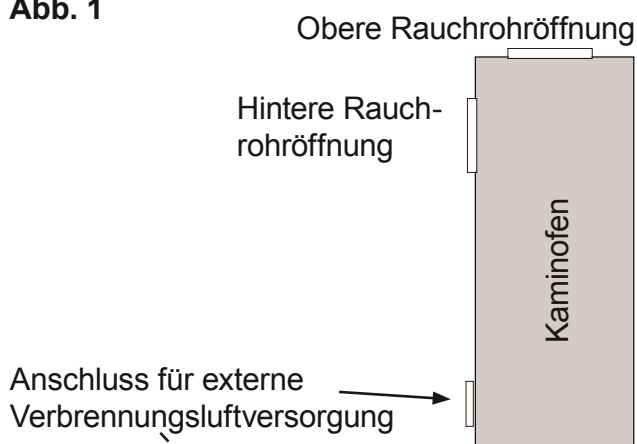 Abb. 1
Obere Rauchrohröffnung
Hintere Rauch-
rohröffnung
Kaminofen
Anschluss für externe
Verbrennungsluftversorgung